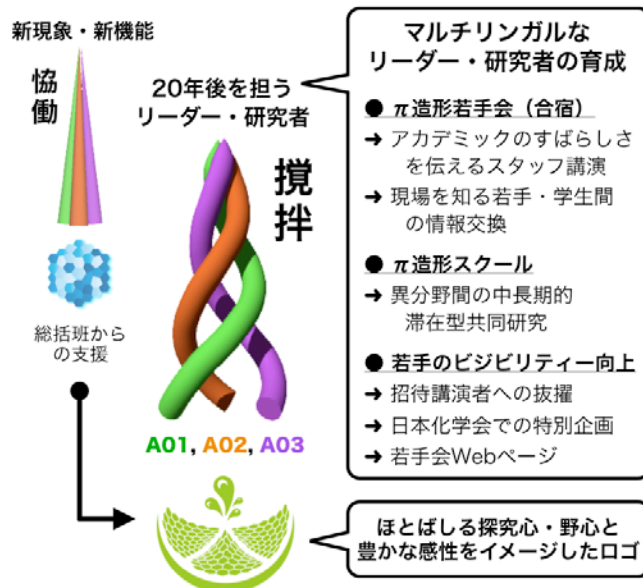 新現象・新機能
協働
20年後を担う
リーダー・研究者
撹拌
総括班から
の支援
A01, A02, A03
マルチリンガルな
リーダー・研究者の育成
● π造形若手会（合宿）
→ アカデミックのすばらしさ
を伝えるスタッフ講演
→ 現場を知る若手・学生間
の情報交換
● π造形スクール
→ 異分野間の中長期的
滞在型共同研究
● 若手のビジビリティー向上
→ 招待講演者への抜擢
→ 日本化学会での特別企画
→ 若手会Webページ
ほとばしる探究心・野心と
豊かな感性をイメージしたロゴ